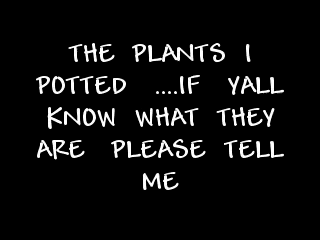 THE PLANTS I
POTTED ....IF YALL
KNOW WHAT THEY
ARE PLEASE TELL
ME